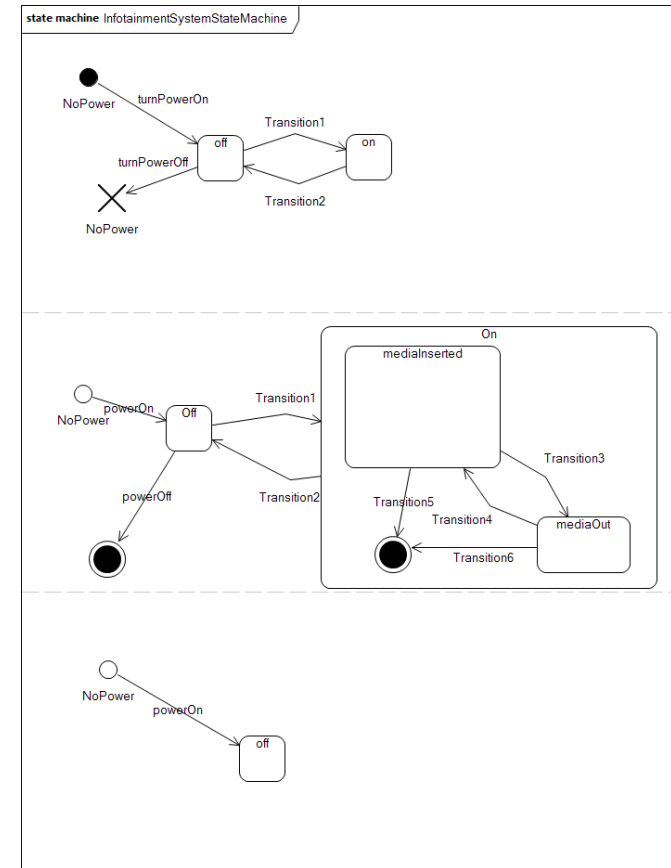 state machine InfotainmentSystemStateMachine
NoPower
turnPowerOn
Transition1
off
on
turnPowerOff
Transition2
NoPower
On
mediaInserted
Transition1
powerOn
NoPower
Off
Transition3
powerOff
Transition2
Transition5
Transition4
mediaOut
Transition6
NoPower
powerOn
off